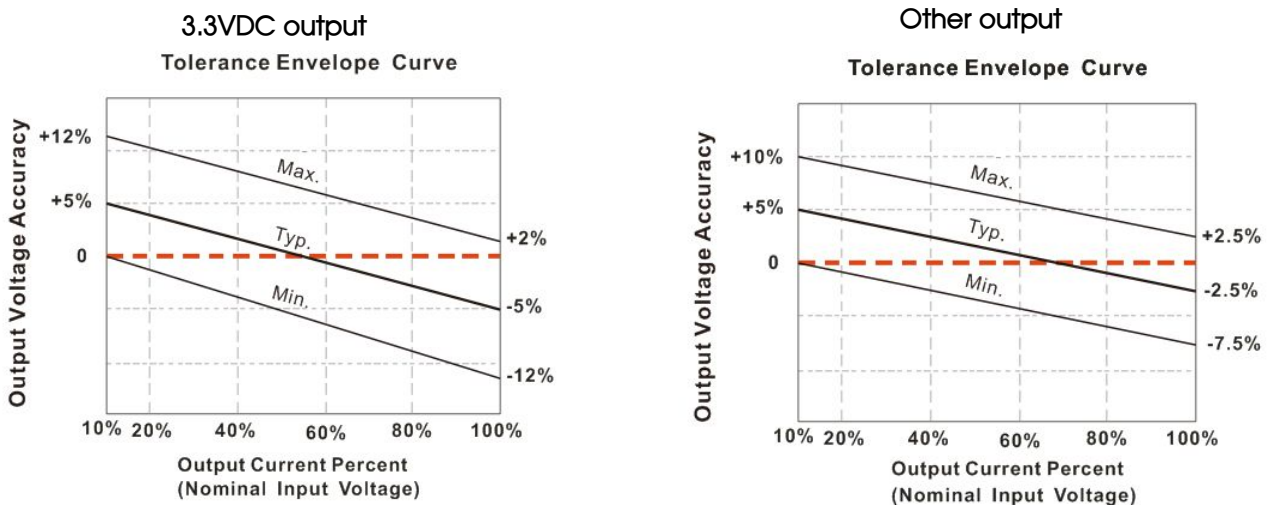 3.3VDC output
Tolerance Envelope Curve
Output Voltage Accuracy
+12%
+5%
0
Max.
Typ.
Min.
+2%
-5%
-12%
10% 20% 40% 60% 80% 100%
Output Current Percent
(Nominal Input Voltage)
Other output
Tolerance Envelope Curve
Output Voltage Accuracy
+10%
+5%
0
Max.
Typ.
Min.
+2.5%
-2.5%
-7.5%
10% 20% 40% 60% 80% 100%
Output Current Percent
(Nominal Input Voltage)